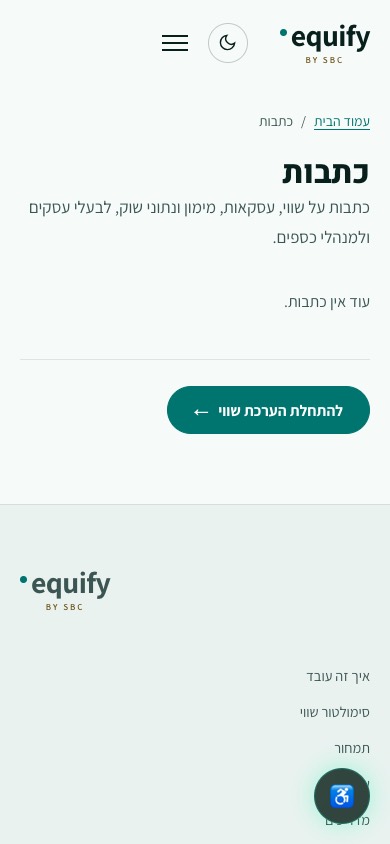 equify
BY SBC
עמוד הבית / כתבות
כתבות
כתבות על שווי, עסקאות, מימון ונתוני שוק, לבעלי עסקים
ולמנהלי כספים.
עוד אין כתבות.
להתחלת הערכת שווי ←
equify
BY SBC
איך זה עובד
סימולטור שווי
תמחור